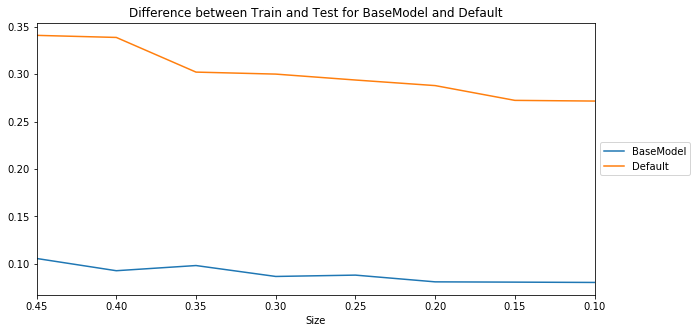 Difference between Train and Test for BaseModel and Default
0.35
0.30
0.25
0.20
0.15
0.10
0.45 0.40 0.35 0.30 0.25 0.20 0.15 0.10
Size
BaseModel
Default